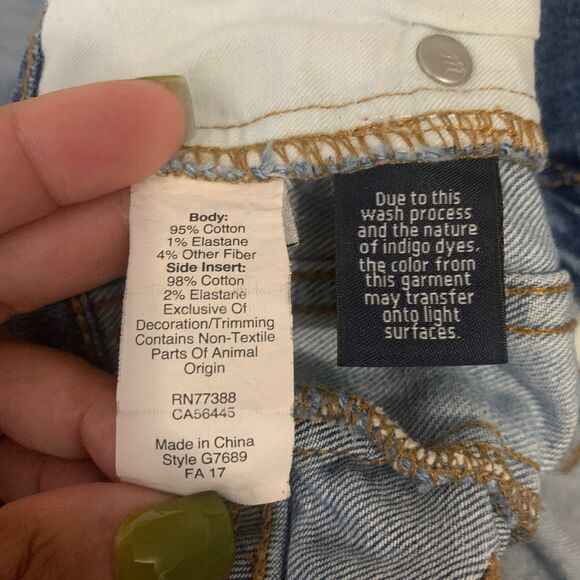 Body:
95% Cotton
1% Elastane
4% Other Fiber
Side Insert:
98% Cotton
2% Elastane
Exclusive Of
Decoration/Trimming
Contains Non-Textile
Parts Of Animal
Origin
RN77388
CA56445
Made in China
Style G7689
FA 17
Due to this
wash process
and the nature
of indigo dyes,
the color from
this garment
may transfer
onto light
surfaces.